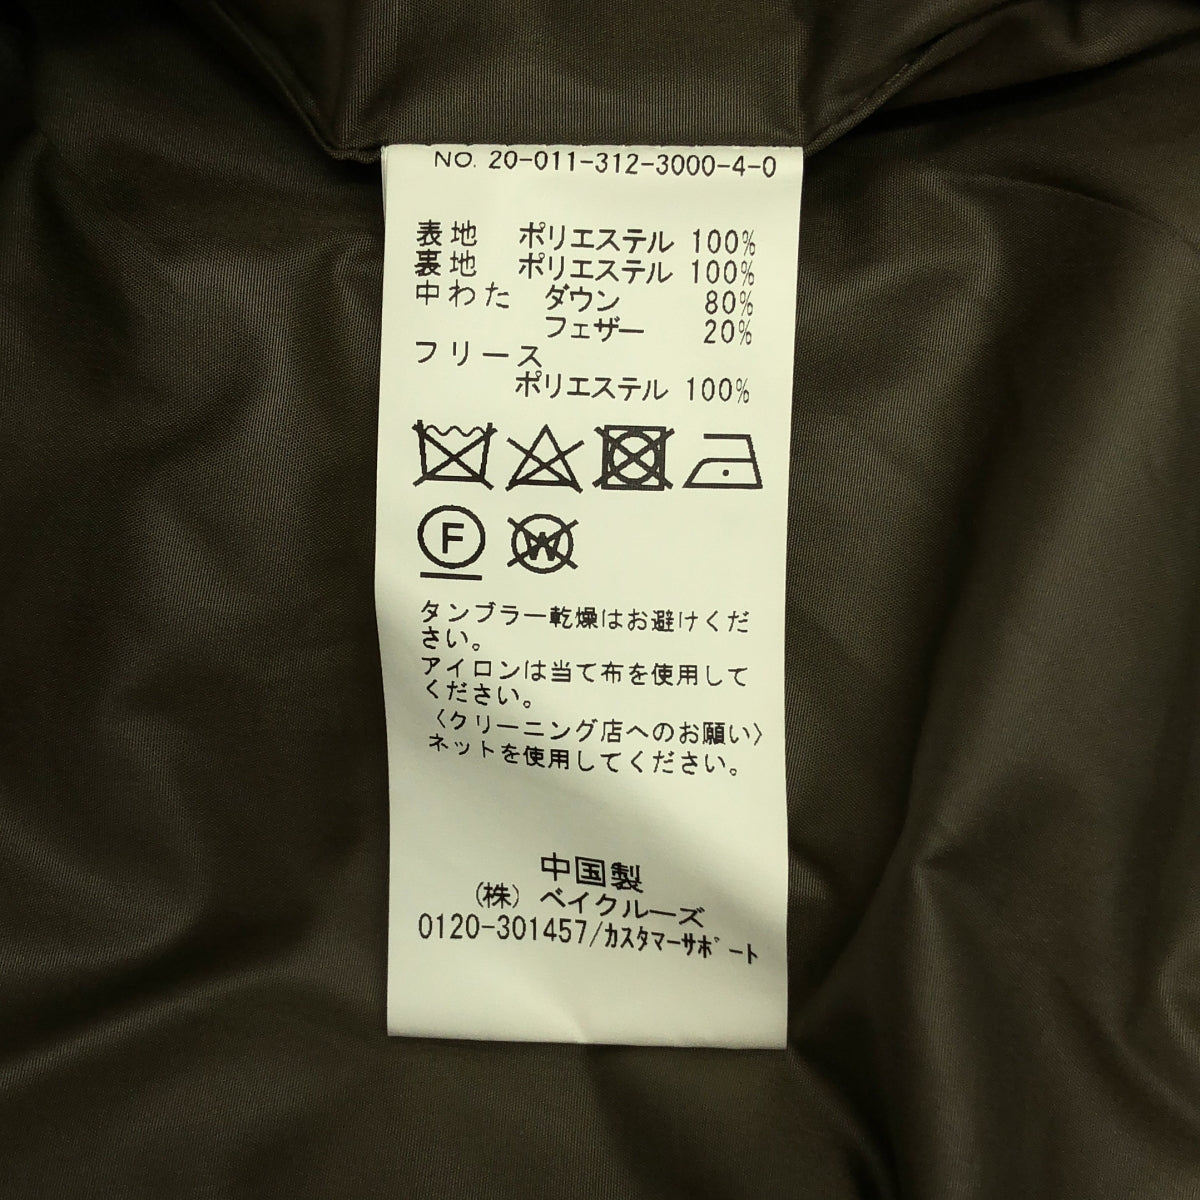 NO. 20-011-312-3000-4-0
表地 ポリエステル 100%
裏地 ポリエステル 100%
中わた ダウン 80%
フェザー 20%
フリース
ポリエステル 100%
F W
タンブラー乾燥はお避けくだ
さい。
アイロンは当て布を使用して
ください。
〈クリーニング店へのお願い〉
ネットを使用してください。
中国製
(株) ベイクルーズ
0120-301457/カスタマーサポート